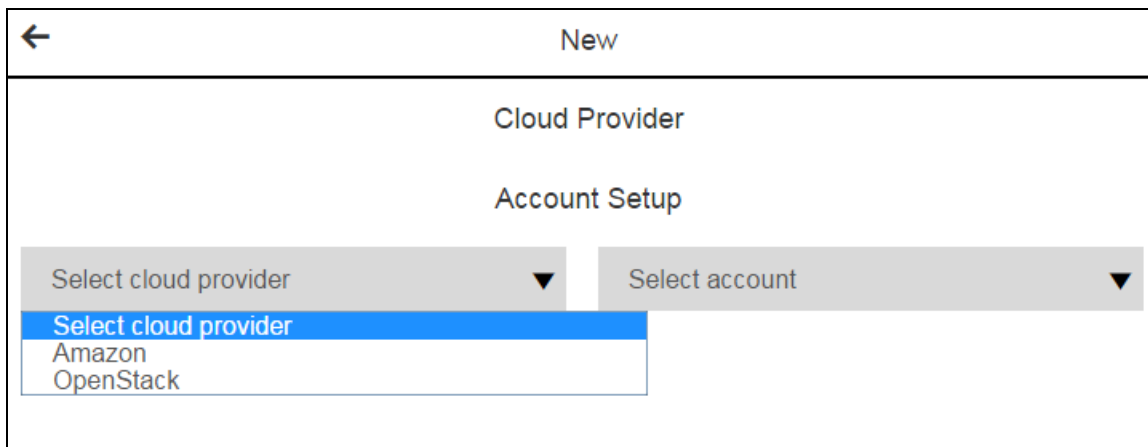 New
Cloud Provider
Account Setup
Select cloud provider
Select account
Select cloud provider
Amazon
OpenStack